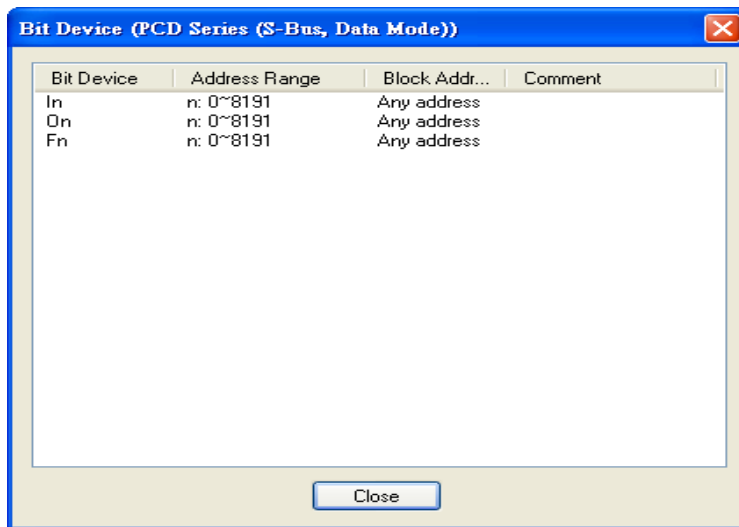 Bit Device (PCD Series (S-Bus, Data Mode))
Bit Device Address Range Block Addr... Comment
In n: 0~8191 Any address
On n: 0~8191 Any address
Fn n: 0~8191 Any address
Close